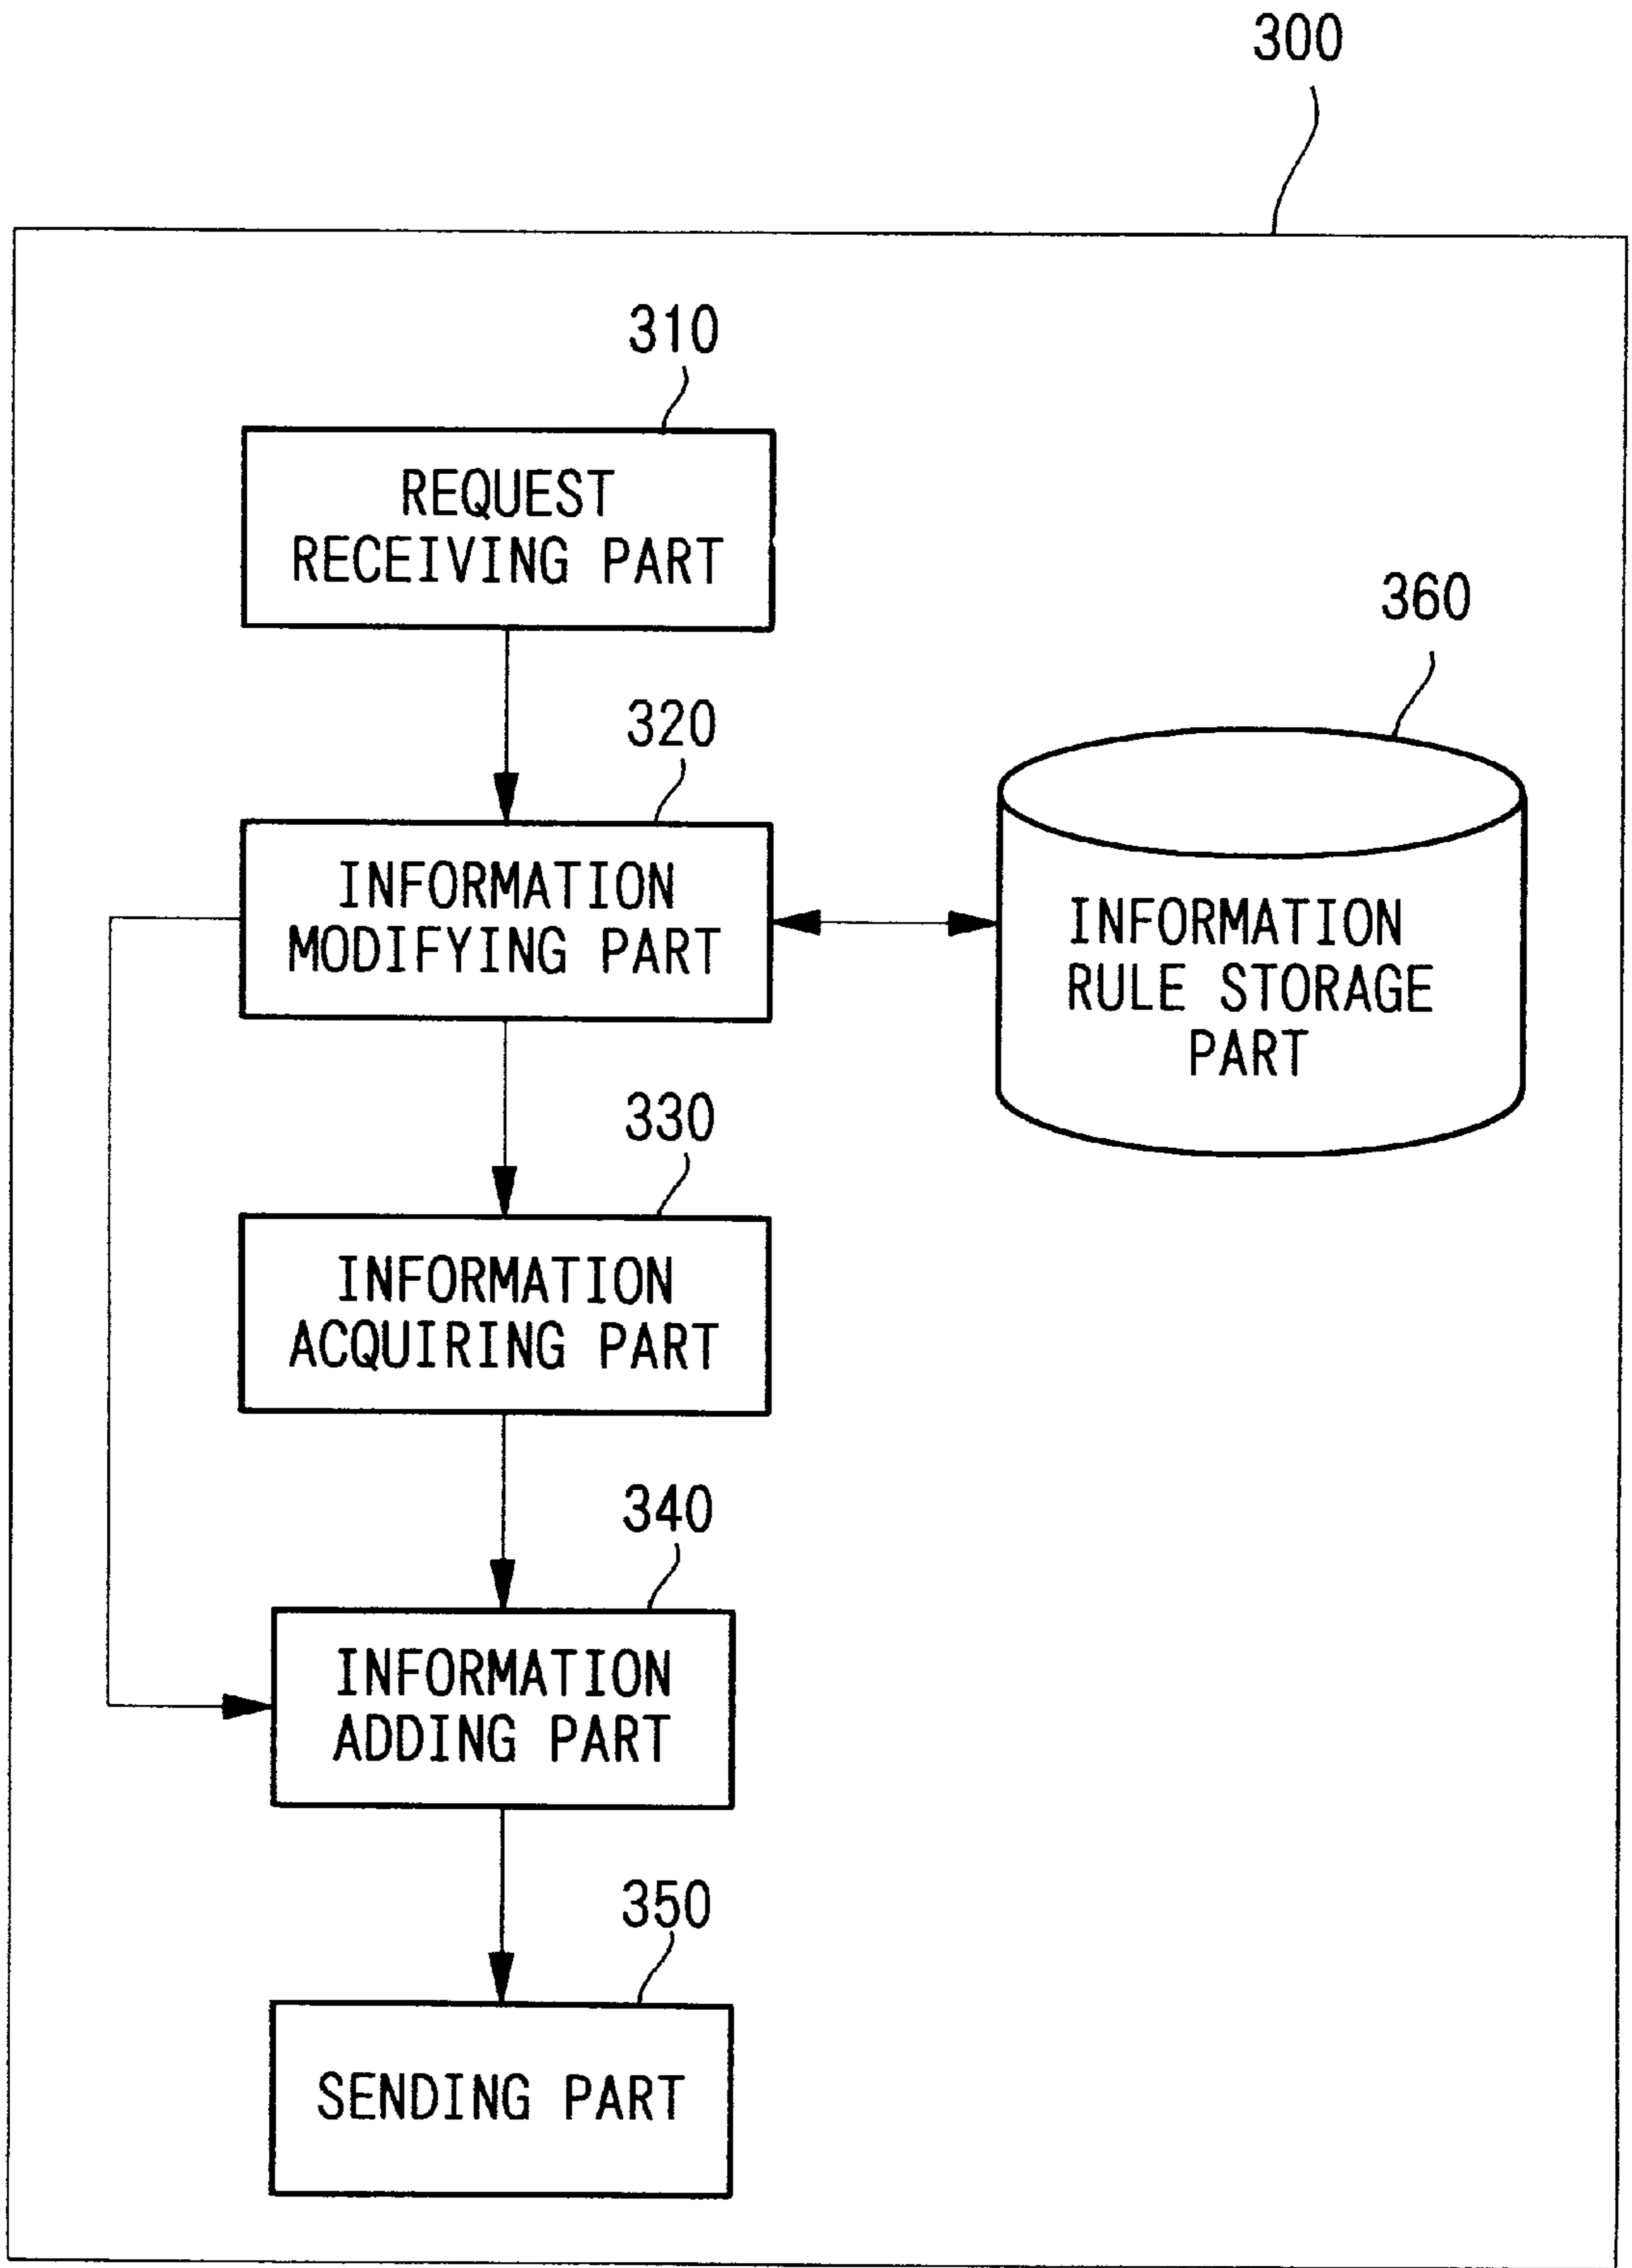 300
310
REQUEST
RECEIVING PART
360
320
INFORMATION
MODIFYING PART
INFORMATION
RULE STORAGE
PART
330
INFORMATION
ACQUIRING PART
340
INFORMATION
ADDING PART
350
SENDING PART